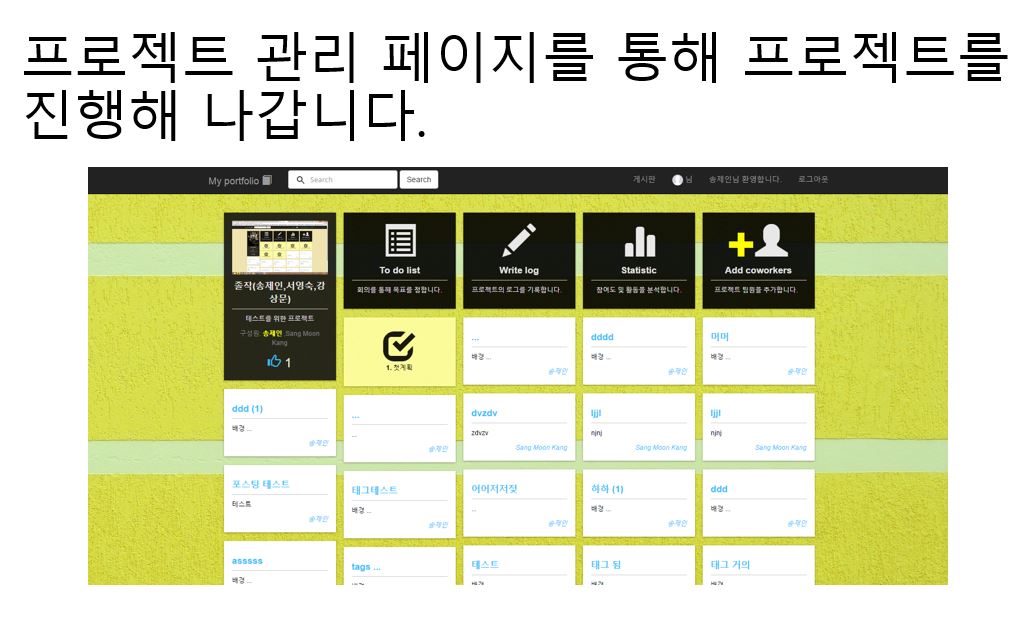 프로젝트 관리 페이지를 통해 프로젝트를
진행해 나갑니다.
My portfolio
Search
Search
게시판
님
송제인님 환영합니다.
로그아웃
졸작(송제인,서영숙,강
상문)
테스트를 위한 프로젝트
구성원: 송제인 ,Sang Moon
Kang
1
To do list
회의를 통해 목표를 정합니다.
Write log
프로젝트의 로그를 기록합니다.
Statistic
참여도 및 활동을 분석합니다.
Add coworkers
프로젝트 팀원을 추가합니다.
1. 첫계획
...
배경 ...
송제인
dddd
배경 ...
송제인
머머
배경 ...
송제인
ddd (1)
배경 ...
송제인
...
...
송제인
dvzdv
zdvzv
Sang Moon Kang
ljjl
njnj
Sang Moon Kang
ljjl
njnj
Sang Moon Kang
포스팅 테스트
테스트
송제인
태그테스트
배경 ...
송제인
어어저저젖
...
송제인
하하 (1)
배경 ...
송제인
ddd
배경 ...
송제인
asssss
배경 ...
tags ...
배경 ...
테스트
배경 ...
태그 됨
배경 ...
태그 거의
배경 ...